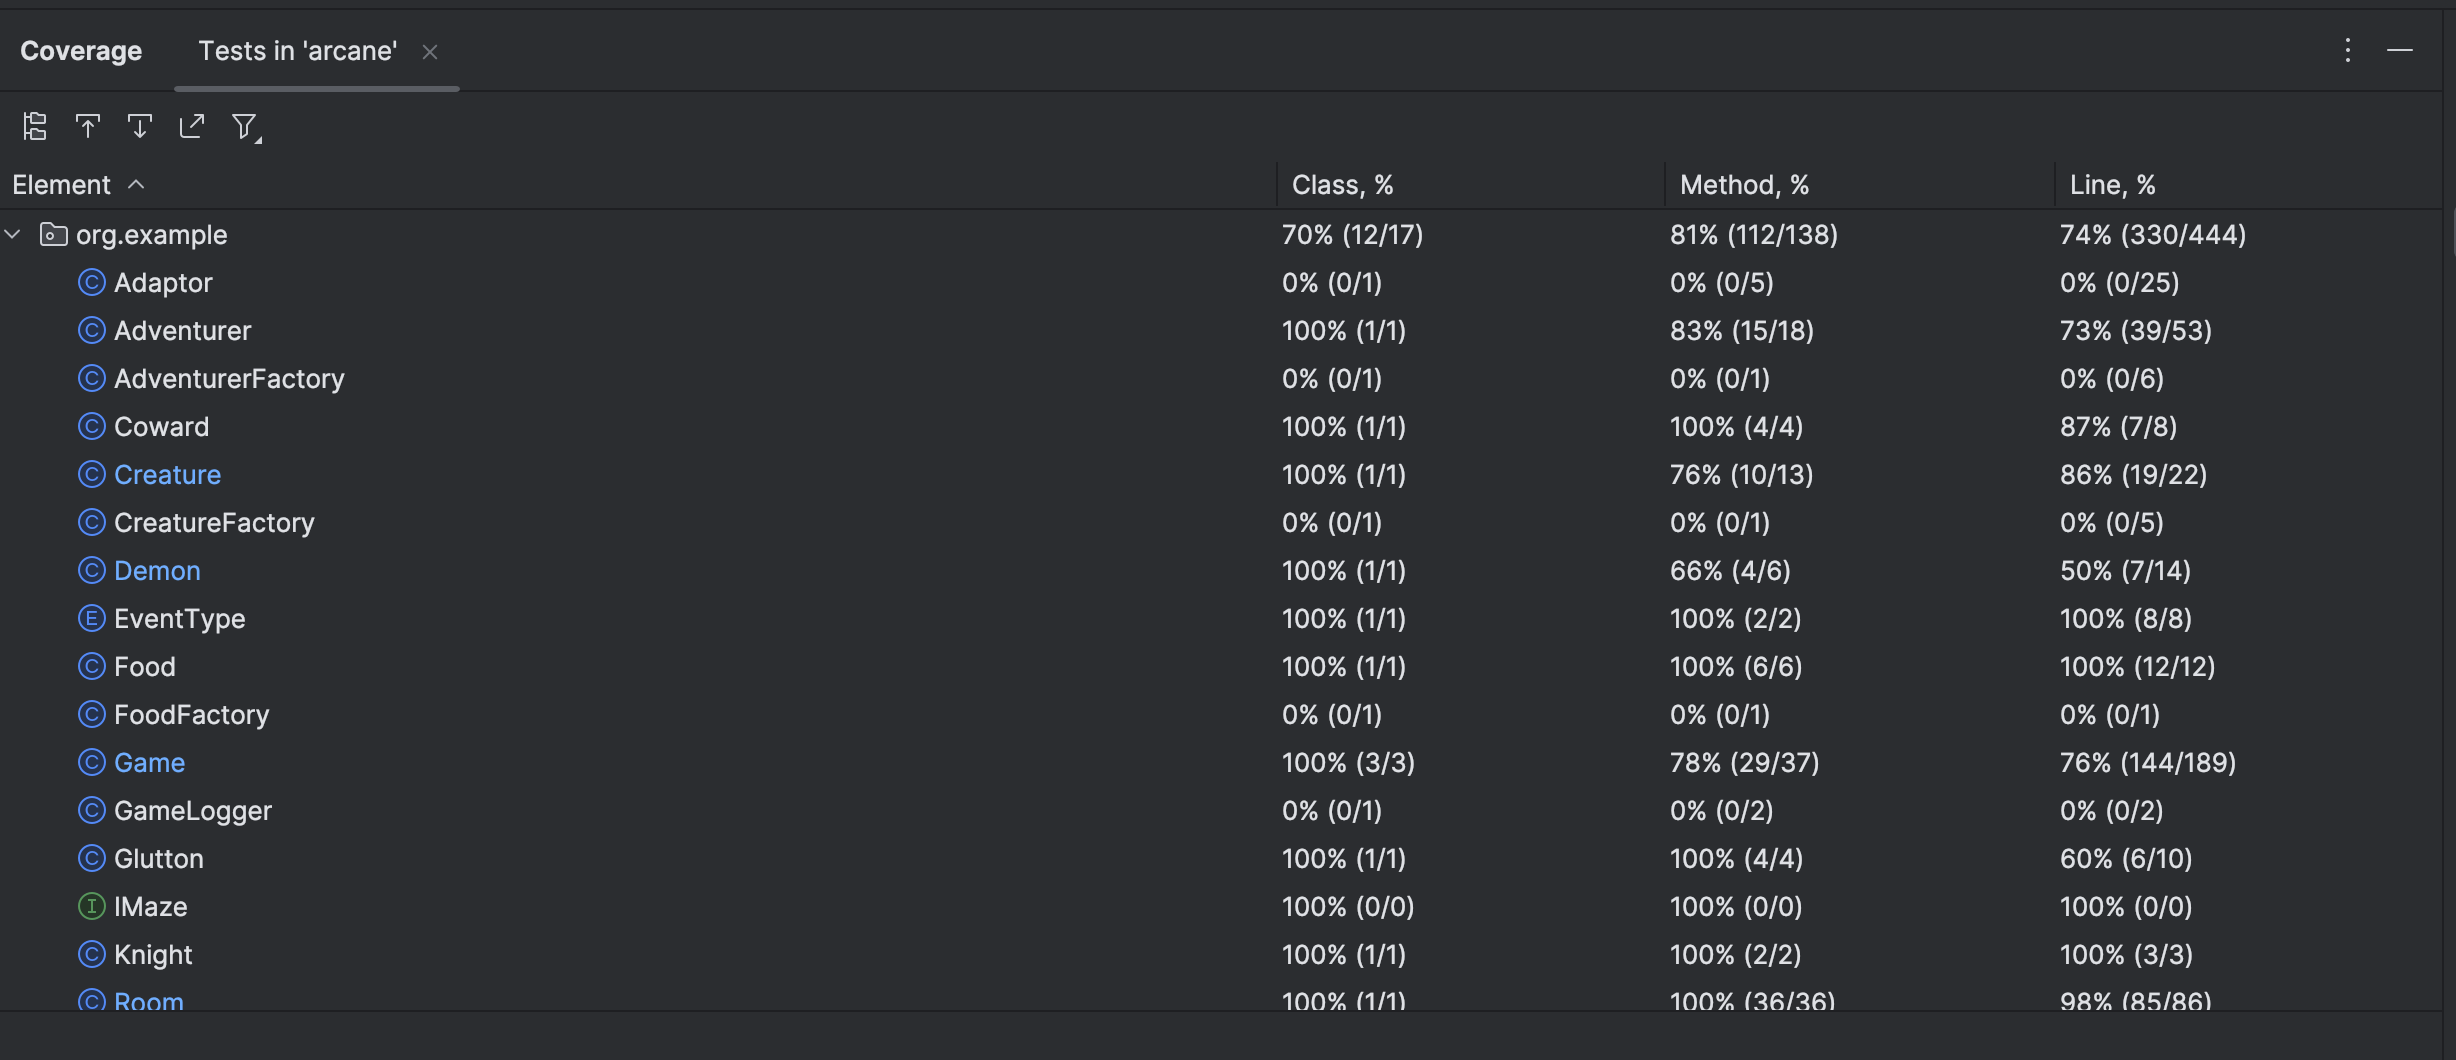 Coverage Tests in 'arcane'
Element Class, % Method, % Line, %
org.example 70% (12/17) 81% (112/138) 74% (330/444)
C Adaptor 0% (0/1) 0% (0/5) 0% (0/25)
C Adventurer 100% (1/1) 83% (15/18) 73% (39/53)
C AdventurerFactory 0% (0/1) 0% (0/1) 0% (0/6)
C Coward 100% (1/1) 100% (4/4) 87% (7/8)
C Creature 100% (1/1) 76% (10/13) 86% (19/22)
C CreatureFactory 0% (0/1) 0% (0/1) 0% (0/5)
C Demon 100% (1/1) 66% (4/6) 50% (7/14)
E EventType 100% (1/1) 100% (2/2) 100% (8/8)
C Food 100% (1/1) 100% (6/6) 100% (12/12)
C FoodFactory 0% (0/1) 0% (0/1) 0% (0/1)
C Game 100% (3/3) 78% (29/37) 76% (144/189)
C GameLogger 0% (0/1) 0% (0/2) 0% (0/2)
C Glutton 100% (1/1) 100% (4/4) 60% (6/10)
I IMaze 100% (0/0) 100% (0/0) 100% (0/0)
C Knight 100% (1/1) 100% (2/2) 100% (3/3)
C Room 100% (1/1) 100% (36/36) 98% (85/86)